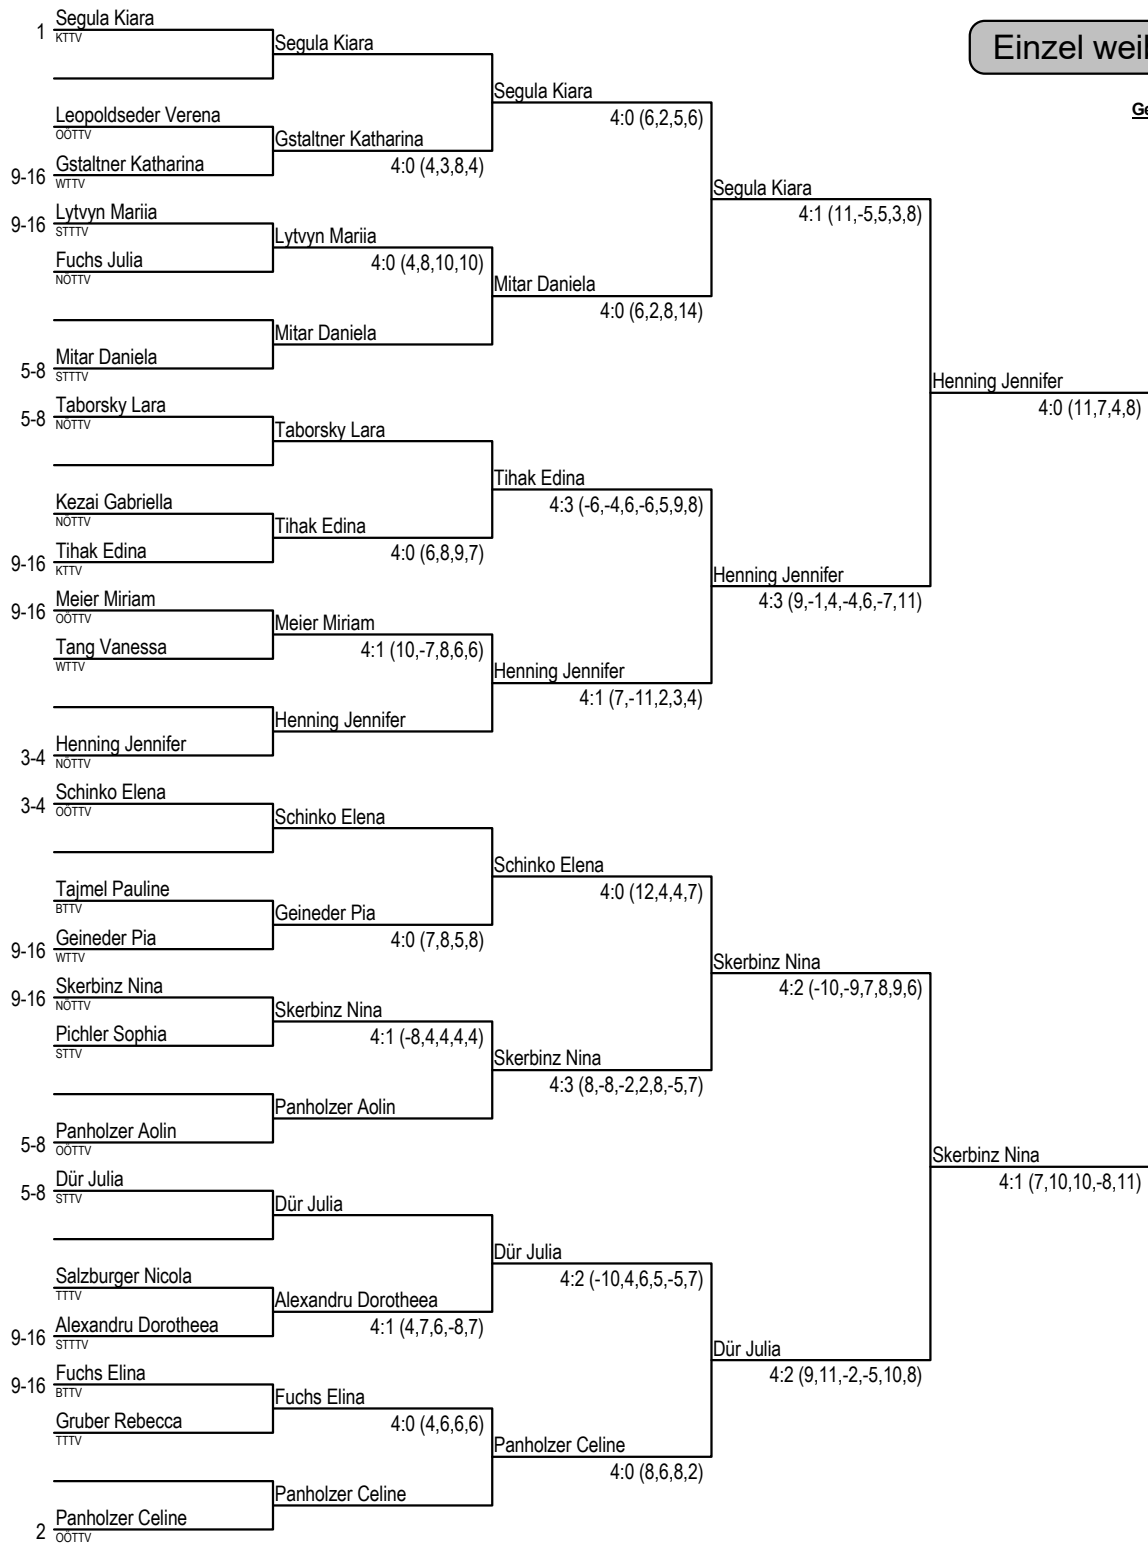 Einzel weib
Ge
1 Segula Kiara
KTTV
Segula Kiara
Segula Kiara
4:0 (6,2,5,6)
Leopoldseder Verena
OÖTTV
Gstaltner Katharina
4:0 (4,3,8,4)
9-16 Gstaltner Katharina
WTTV
Segula Kiara
4:1 (11,-5,5,3,8)
9-16 Lytvyn Mariia
STTTV
Lytvyn Mariia
4:0 (4,8,10,10)
Fuchs Julia
NÖTTV
Mitar Daniela
4:0 (6,2,8,14)
Mitar Daniela
5-8 Mitar Daniela
STTTV
Henning Jennifer
4:0 (11,7,4,8)
5-8 Taborsky Lara
NÖTTV
Taborsky Lara
Tihak Edina
4:3 (-6,-4,6,-6,5,9,8)
Kezai Gabriella
NÖTTV
Tihak Edina
4:0 (6,8,9,7)
9-16 Tihak Edina
KTTV
Henning Jennifer
4:3 (9,-1,4,-4,6,-7,11)
9-16 Meier Miriam
OÖTTV
Meier Miriam
4:1 (10,-7,8,6,6)
Tang Vanessa
WTTV
Henning Jennifer
4:1 (7,-11,2,3,4)
Henning Jennifer
3-4 Henning Jennifer
NÖTTV
3-4 Schinko Elena
OÖTTV
Schinko Elena
Schinko Elena
4:0 (12,4,4,7)
Tajmel Pauline
BTTV
Geineder Pia
4:0 (7,8,5,8)
9-16 Geineder Pia
WTTV
Skerbinz Nina
4:2 (-10,-9,7,8,9,6)
9-16 Skerbinz Nina
NÖTTV
Skerbinz Nina
4:1 (-8,4,4,4,4)
Pichler Sophia
STTV
Skerbinz Nina
4:3 (8,-8,-2,2,8,-5,7)
Panholzer Aolin
5-8 Panholzer Aolin
OÖTTV
Skerbinz Nina
4:1 (7,10,10,-8,11)
5-8 Dür Julia
STTV
Dür Julia
Dür Julia
4:2 (-10,4,6,5,-5,7)
Salzburger Nicola
TTTV
Alexandru Dorotheea
4:1 (4,7,6,-8,7)
9-16 Alexandru Dorotheea
STTTV
Dür Julia
4:2 (9,11,-2,-5,10,8)
9-16 Fuchs Elina
BTTV
Fuchs Elina
4:0 (4,6,6,6)
Gruber Rebecca
TTTV
Panholzer Celine
4:0 (8,6,8,2)
Panholzer Celine
2 Panholzer Celine
OÖTTV